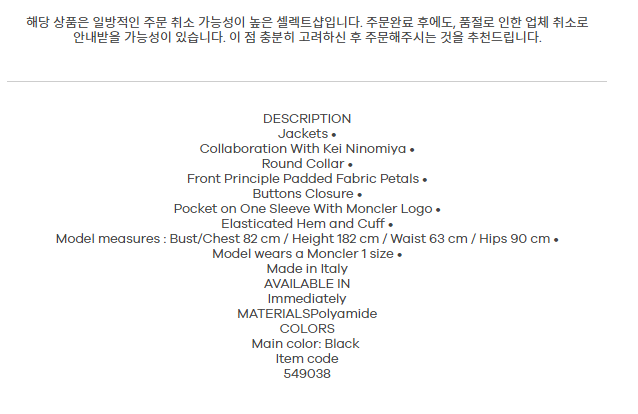 해당 상품은 일방적인 주문 취소 가능성이 높은 셀렉트샵입니다. 주문완료 후에도, 품절로 인한 업체 취소로
안내받을 가능성이 있습니다. 이 점 충분히 고려하신 후 주문해주시는 것을 추천드립니다.
DESCRIPTION
Jackets •
Collaboration With Kei Ninomiya •
Round Collar •
Front Principle Padded Fabric Petals •
Buttons Closure •
Pocket on One Sleeve With Moncler Logo •
Elasticated Hem and Cuff •
Model measures : Bust/Chest 82 cm / Height 182 cm / Waist 63 cm / Hips 90 cm •
Model wears a Moncler 1 size •
Made in Italy
AVAILABLE IN
Immediately
MATERIALSPolyamide
COLORS
Main color: Black
Item code
549038